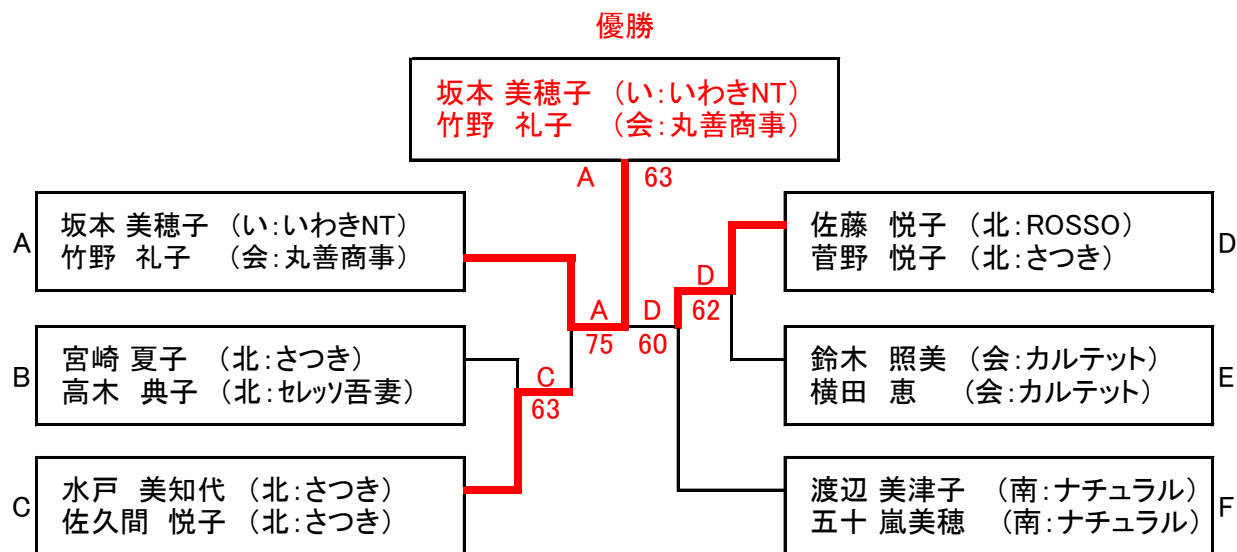 優勝
坂本 美穂子 (い:いわきNT)
竹野 礼子 (会:丸善商事)
A 63
A
坂本 美穂子 (い:いわきNT)
竹野 礼子 (会:丸善商事)
佐藤 悦子 (北:ROSSO)
菅野 悦子 (北:さつき)
D
D
62
A D
75 60
B
宮崎 夏子 (北:さつき)
高木 典子 (北:セレッソ吾妻)
鈴木 照美 (会:カルテット)
横田 恵 (会:カルテット)
E
C
63
C
水戸 美知代 (北:さつき)
佐久間 悦子 (北:さつき)
渡辺 美津子 (南:ナチュラル)
五十 嵐美穂 (南:ナチュラル)
F